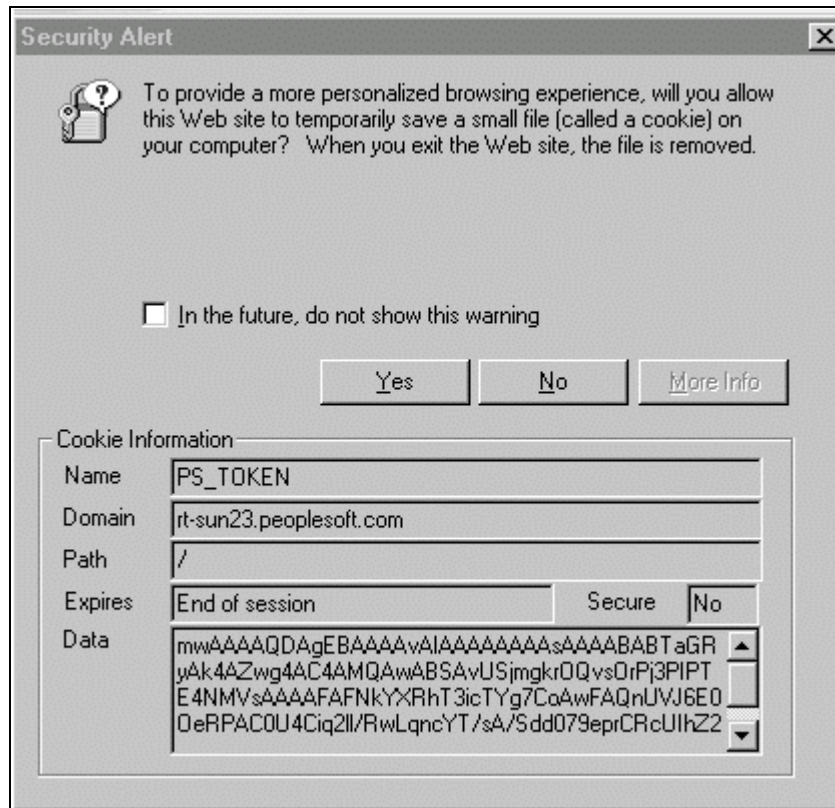 Security Alert
To provide a more personalized browsing experience, will you allow
this Web site to temporarily save a small file (called a cookie) on
your computer? When you exit the Web site, the file is removed.
In the future, do not show this warning
Yes No More Info
Cookie Information
Name PS_TOKEN
Domain rt-sun23.peoplesoft.com
Path /
Expires End of session Secure No
Data mwAAAAQDAgEBAAAAvAIAAAAAAAAsAAAABABTaGR
yAk4AZwg4AC4AMQAwABSAvUSjmgkrOQvsOrPj3PIPT
E4NMVsAAAAFAFNkYXRhT3icTYg7CoAwFAQnUVJ6E0
OeRPAC0U4Ciq2II/RwLqncYT/sA/Sdd079eprCRcUIhZ2